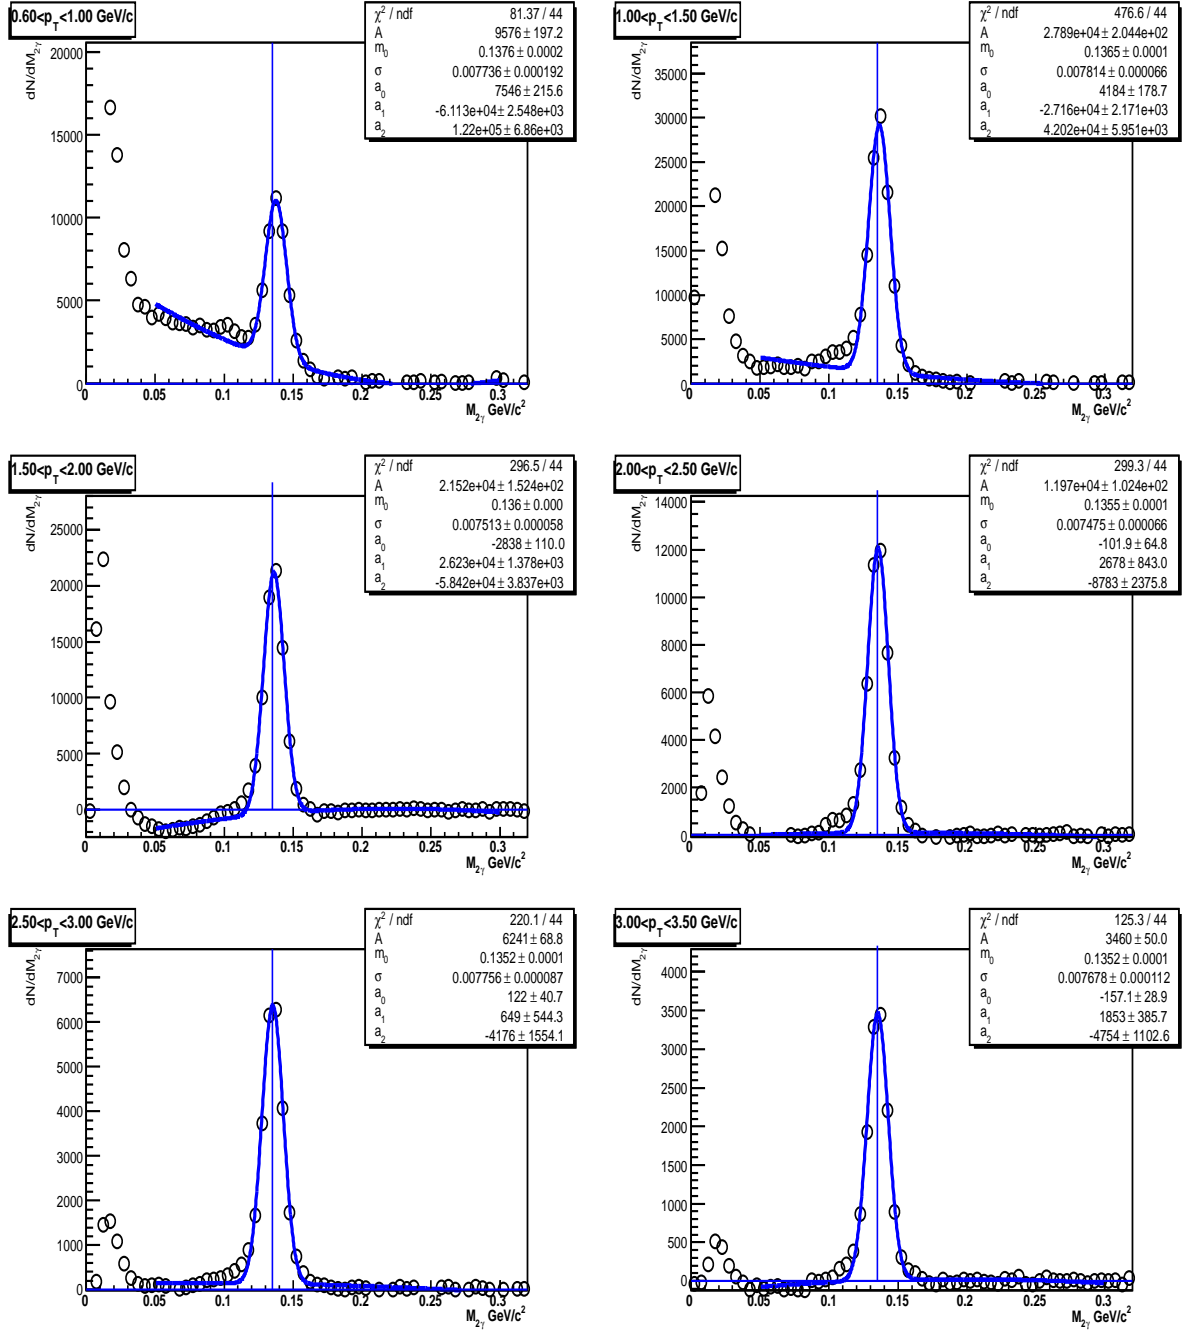 0.60<p_T<1.00 GeV/c
χ² / ndf 81.37 / 44
A 9576 ± 197.2
m_0 0.1376 ± 0.0002
σ 0.007736 ± 0.000192
a_0 7546 ± 215.6
a_1 -6.113e+04 ± 2.548e+03
a_2 1.22e+05 ± 6.86e+03
dN/dM_2γ
20000
15000
10000
5000
0
0 0.05 0.1 0.15 0.2 0.25 0.3
M_2γ GeV/c²
1.00<p_T<1.50 GeV/c
χ² / ndf 476.6 / 44
A 2.789e+04 ± 2.044e+02
m_0 0.1365 ± 0.0001
σ 0.007814 ± 0.000066
a_0 4184 ± 178.7
a_1 -2.716e+04 ± 2.171e+03
a_2 4.202e+04 ± 5.951e+03
dN/dM_2γ
35000
30000
25000
20000
15000
10000
5000
0
0 0.05 0.1 0.15 0.2 0.25 0.3
M_2γ GeV/c²
1.50<p_T<2.00 GeV/c
χ² / ndf 296.5 / 44
A 2.152e+04 ± 1.524e+02
m_0 0.136 ± 0.000
σ 0.007513 ± 0.000058
a_0 -2838 ± 110.0
a_1 2.623e+04 ± 1.378e+03
a_2 -5.842e+04 ± 3.837e+03
dN/dM_2γ
25000
20000
15000
10000
5000
0
0 0.05 0.1 0.15 0.2 0.25 0.3
M_2γ GeV/c²
2.00<p_T<2.50 GeV/c
χ² / ndf 299.3 / 44
A 1.197e+04 ± 1.024e+02
m_0 0.1355 ± 0.0001
σ 0.007475 ± 0.000066
a_0 -101.9 ± 64.8
a_1 2678 ± 843.0
a_2 -8783 ± 2375.8
dN/dM_2γ
14000
12000
10000
8000
6000
4000
2000
0
0 0.05 0.1 0.15 0.2 0.25 0.3
M_2γ GeV/c²
2.50<p_T<3.00 GeV/c
χ² / ndf 220.1 / 44
A 6241 ± 68.8
m_0 0.1352 ± 0.0001
σ 0.007756 ± 0.000087
a_0 122 ± 40.7
a_1 649 ± 544.3
a_2 -4176 ± 1554.1
dN/dM_2γ
7000
6000
5000
4000
3000
2000
1000
0
0 0.05 0.1 0.15 0.2 0.25 0.3
M_2γ GeV/c²
3.00<p_T<3.50 GeV/c
χ² / ndf 125.3 / 44
A 3460 ± 50.0
m_0 0.1352 ± 0.0001
σ 0.007678 ± 0.000112
a_0 -157.1 ± 28.9
a_1 1853 ± 385.7
a_2 -4754 ± 1102.6
dN/dM_2γ
4000
3500
3000
2500
2000
1500
1000
500
0
0 0.05 0.1 0.15 0.2 0.25 0.3
M_2γ GeV/c²